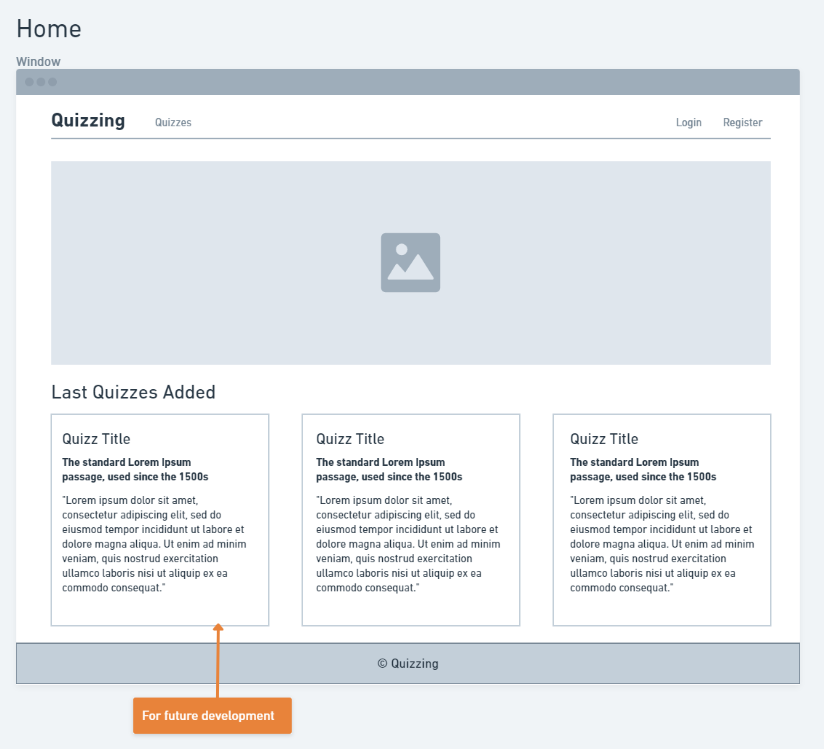 Home
Window
Quizzing Quizzes Login Register
Last Quizzes Added
Quizz Title
The standard Lorem Ipsum
passage, used since the 1500s
"Lorem ipsum dolor sit amet,
consectetur adipiscing elit, sed do
eiusmod tempor incididunt ut labore et
dolore magna aliqua. Ut enim ad minim
veniam, quis nostrud exercitation
ullamco laboris nisi ut aliquip ex ea
commodo consequat."
Quizz Title
The standard Lorem Ipsum
passage, used since the 1500s
"Lorem ipsum dolor sit amet,
consectetur adipiscing elit, sed do
eiusmod tempor incididunt ut labore et
dolore magna aliqua. Ut enim ad minim
veniam, quis nostrud exercitation
ullamco laboris nisi ut aliquip ex ea
commodo consequat."
Quizz Title
The standard Lorem Ipsum
passage, used since the 1500s
"Lorem ipsum dolor sit amet,
consectetur adipiscing elit, sed do
eiusmod tempor incididunt ut labore et
dolore magna aliqua. Ut enim ad minim
veniam, quis nostrud exercitation
ullamco laboris nisi ut aliquip ex ea
commodo consequat."
© Quizzing
For future development